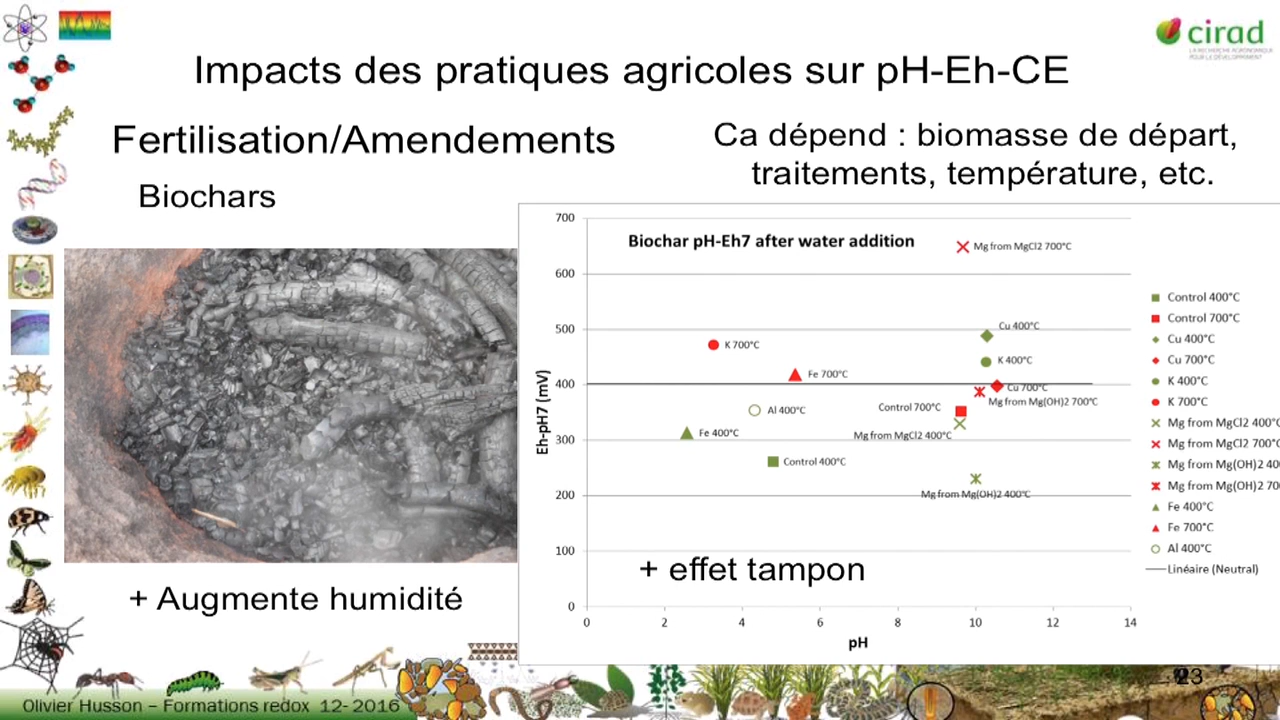 cirad
LA RECHERCHE AGRONOMIQUE
POUR LE DÉVELOPPEMENT
Impacts des pratiques agricoles sur pH-Eh-CE
Fertilisation/Amendements
Biochars
Ca dépend : biomasse de départ,
traitements, température, etc.
Biochar pH-Eh7 after water addition
Eh-pH7 (mV)
700
600
500
400
300
200
100
0
0 2 4 6 8 10 12 14
pH
Mg from MgCl2 700°C
Cu 400°C
K 700°C
K 400°C
Fe 700°C
Cu 700°C
Mg from Mg(OH)2 700°C
Al 400°C
Control 700°C
Fe 400°C
Mg from MgCl2 400°C
Control 400°C
Mg from Mg(OH)2 400°C
Control 400°C
Control 700°C
Cu 400°C
Cu 700°C
K 400°C
K 700°C
Mg from MgCl2 400°C
Mg from MgCl2 700°C
Mg from Mg(OH)2 40
Mg from Mg(OH)2 70
Fe 400°C
Fe 700°C
Al 400°C
Linéaire (Neutral)
+ effet tampon
+ Augmente humidité
Olivier Husson – Formations redox 12- 2016